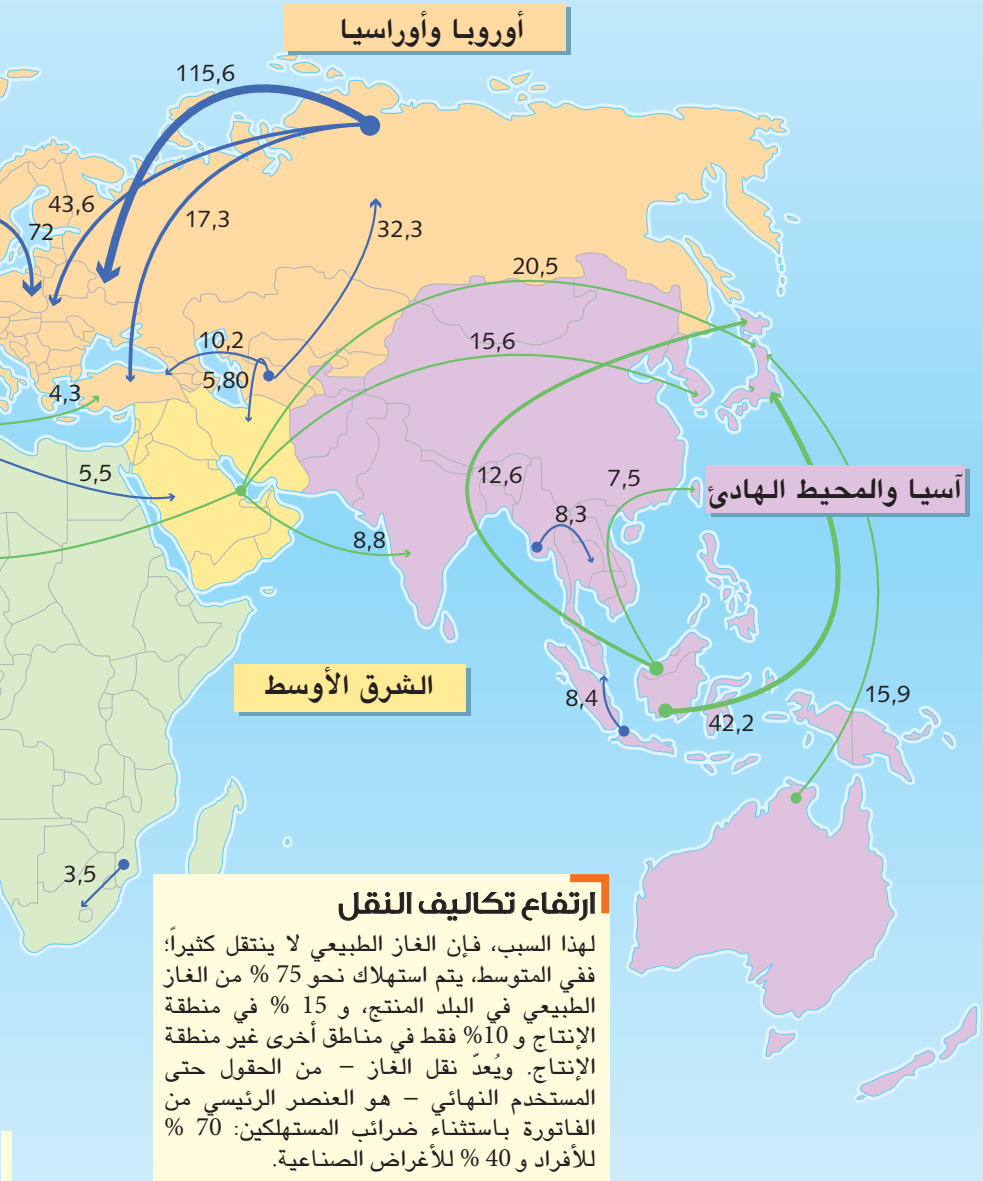 أوروبا وأوراسيا
115,6
43,6
72
17,3
32,3
20,5
10,2
15,6
5,80
4,3
5,5
12,6
7,5
آسيا والمحيط الهادئ
8,3
8,8
الشرق الأوسط
8,4
42,2
15,9
3,5
ارتفاع تكاليف النقل
لهذا السبب، فإن الغاز الطبيعي لا ينتقل كثيراً؛
ففي المتوسط، يتم استهلاك نحو 75 % من الغاز
الطبيعي في البلد المنتج، و 15 % في منطقة
الإنتاج و 10% فقط في مناطق أخرى غير منطقة
الإنتاج. ويُعدّ نقل الغاز – من الحقول حتى
المستخدم النهائي – هو العنصر الرئيسي من
الفاتورة باستثناء ضرائب المستهلكين: 70 %
للأفراد و 40 % للأغراض الصناعية.